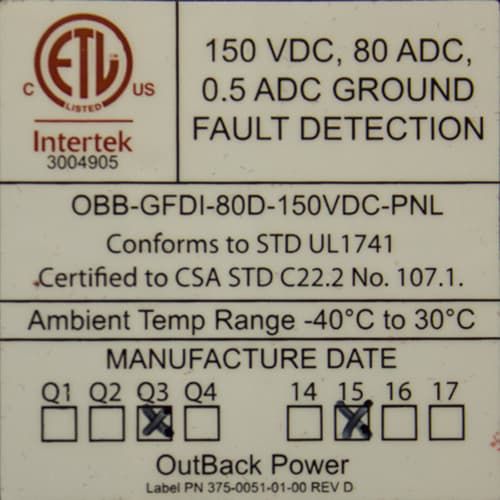 ETL
C US
LISTED
Intertek
3004905
150 VDC, 80 ADC,
0.5 ADC GROUND
FAULT DETECTION
OBB-GFDI-80D-150VDC-PNL
Conforms to STD UL1741
Certified to CSA STD C22.2 No. 107.1.
Ambient Temp Range -40°C to 30°C
MANUFACTURE DATE
Q1 Q2 Q3 Q4 14 15 16 17
OutBack Power
Label PN 375-0051-01-00 REV D